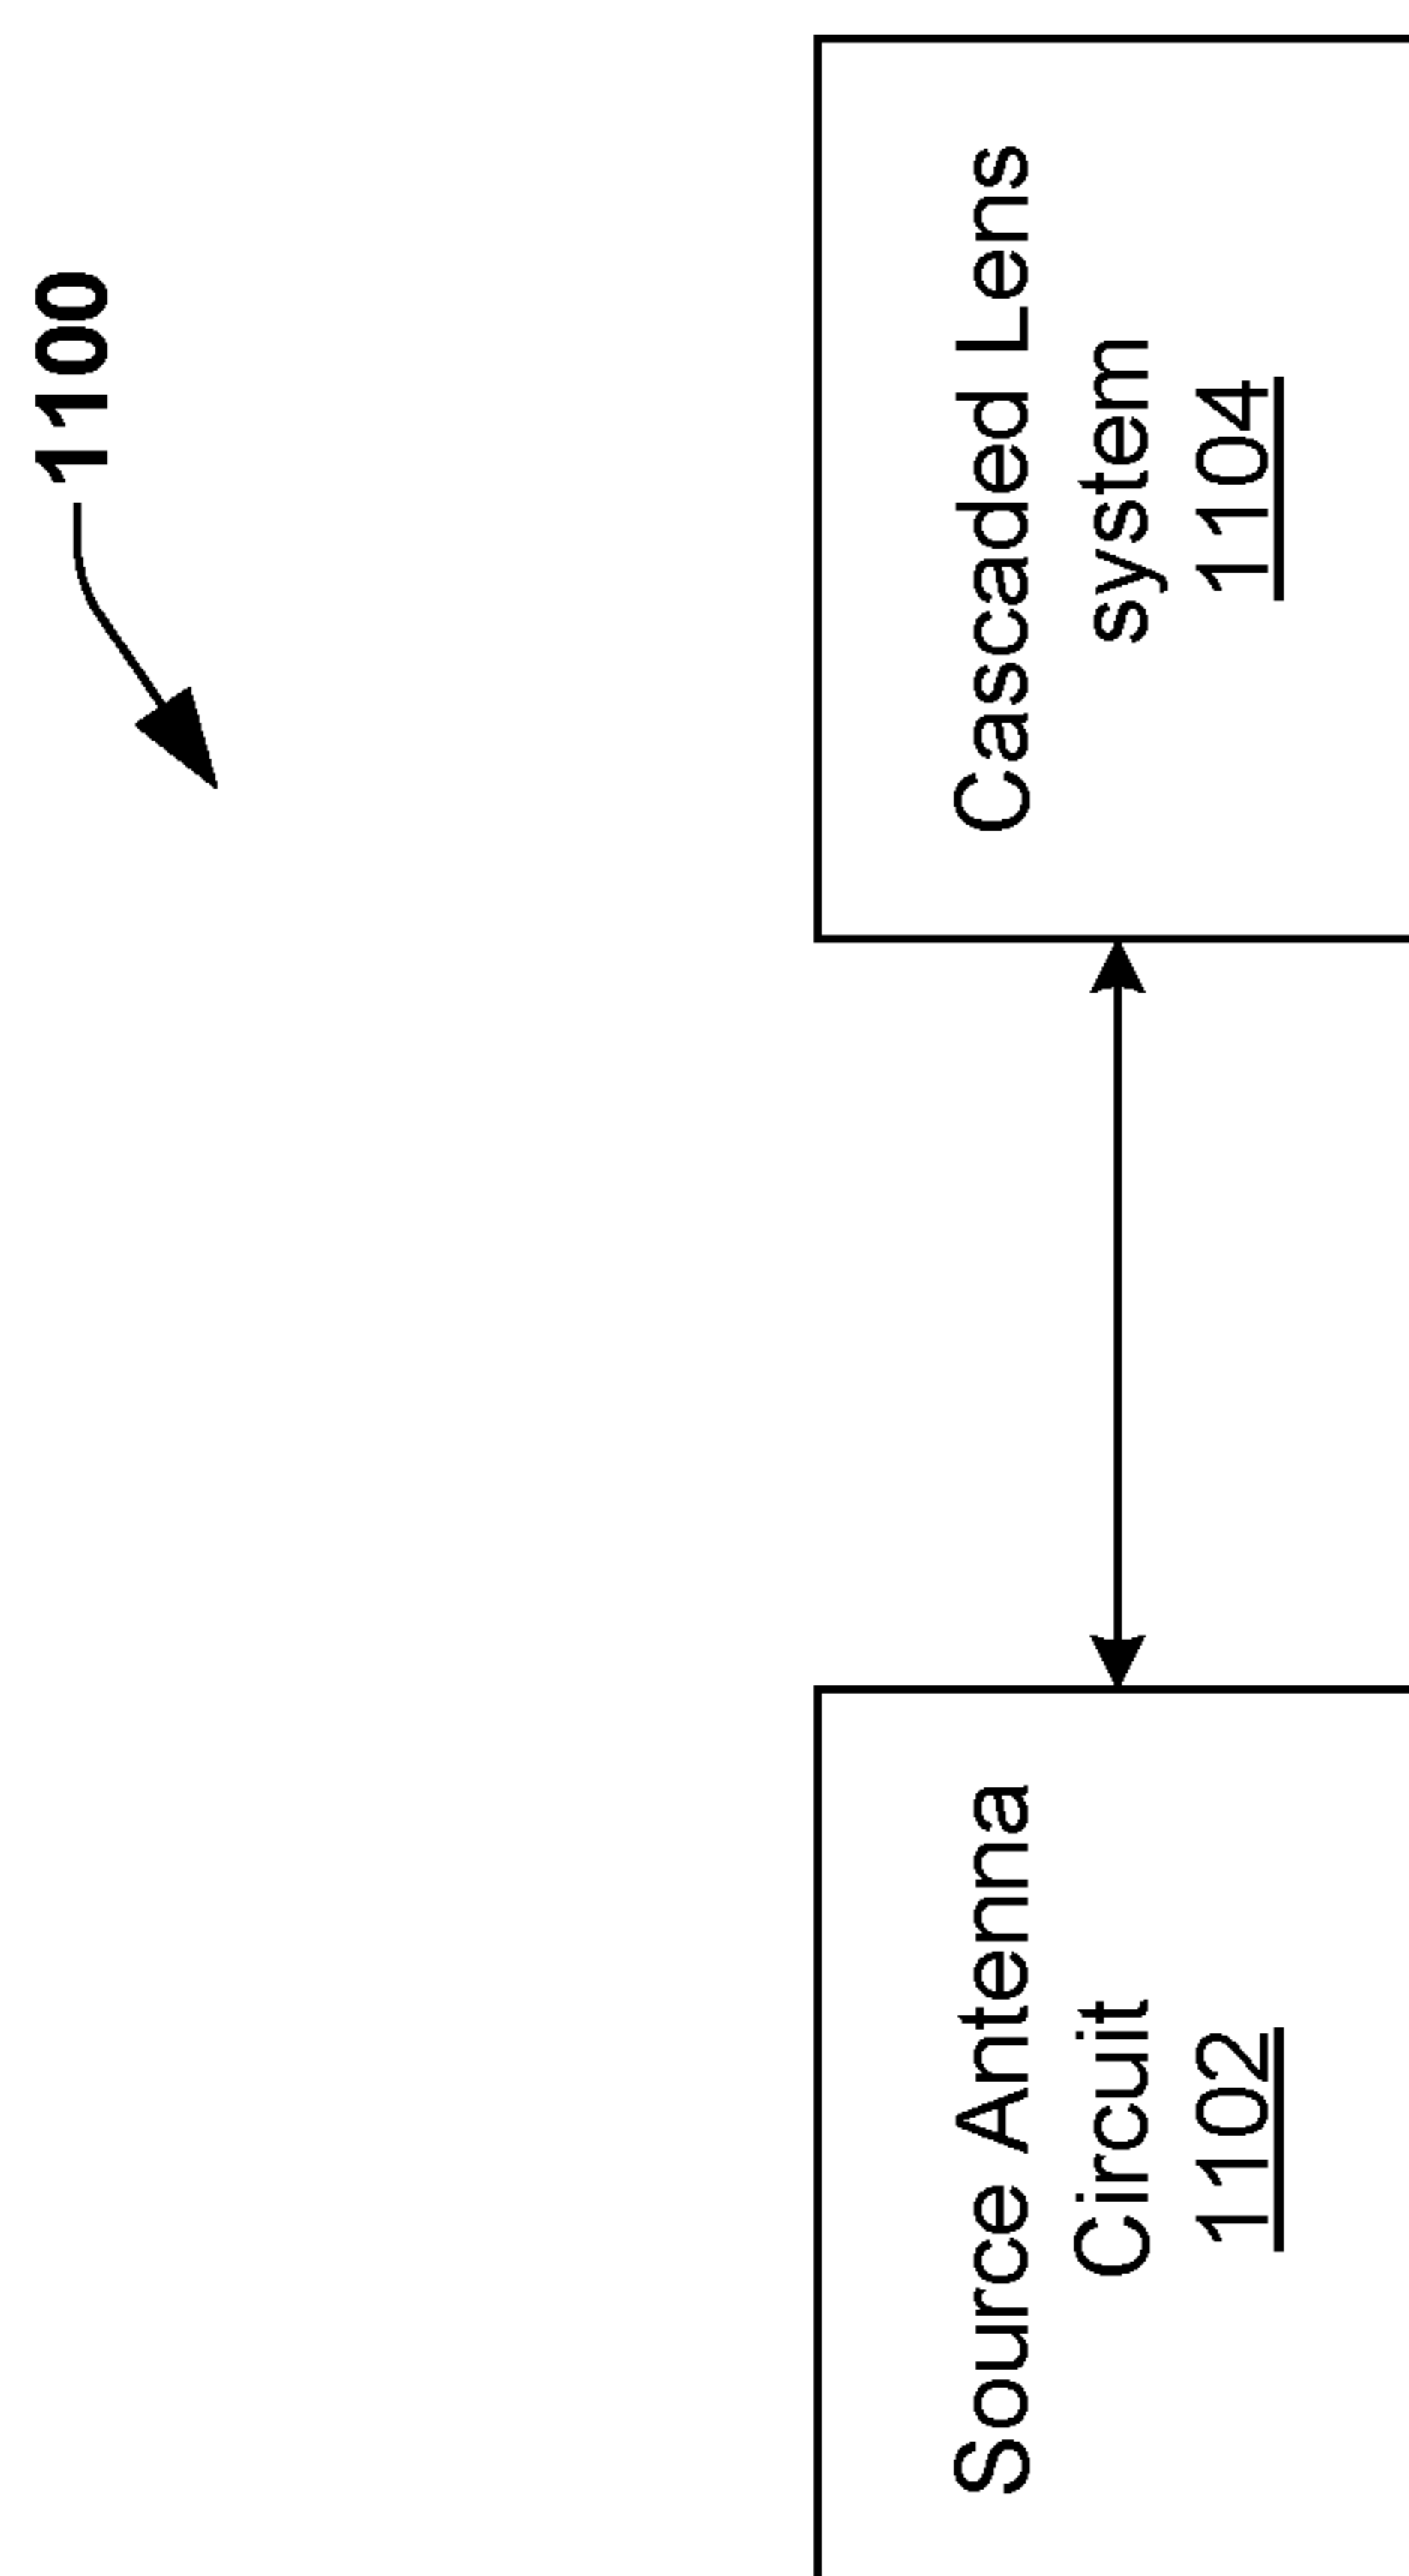 1100
Source Antenna
Circuit
1102
Cascaded Lens
system
1104